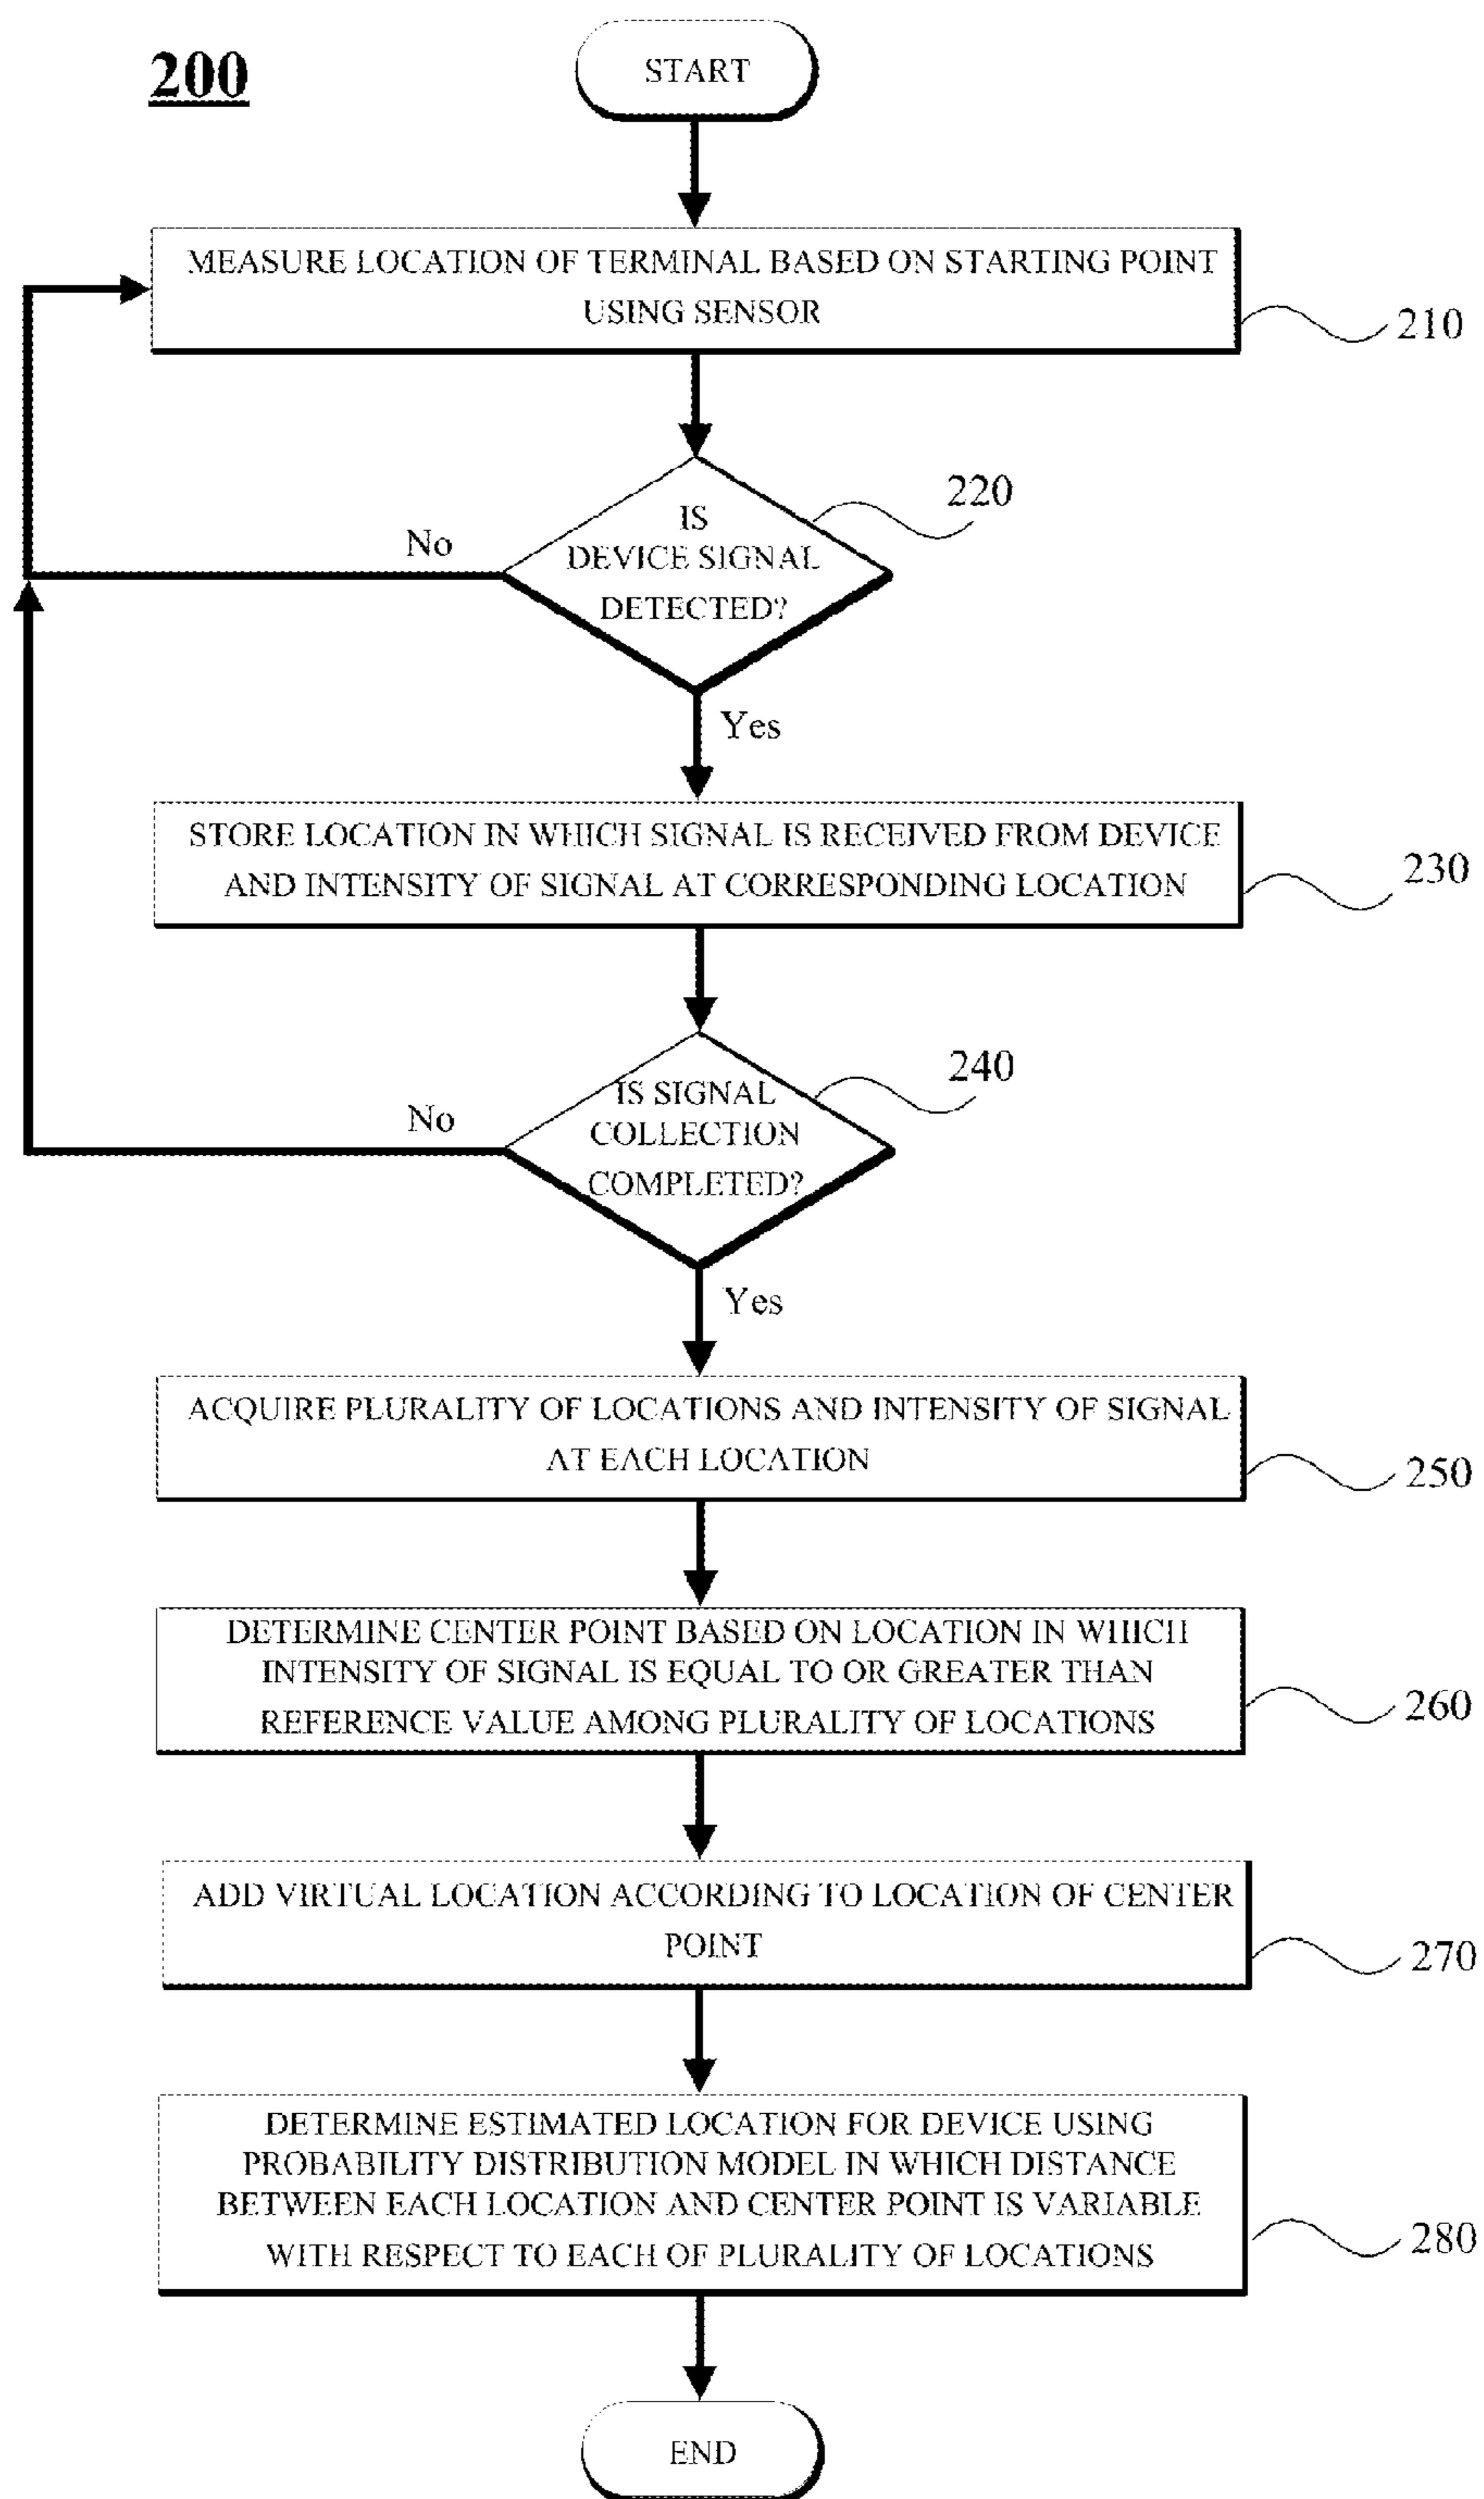 200
START
MEASURE LOCATION OF TERMINAL BASED ON STARTING POINT
USING SENSOR
210
220
IS
DEVICE SIGNAL
DETECTED?
No
Yes
STORE LOCATION IN WHICH SIGNAL IS RECEIVED FROM DEVICE
AND INTENSITY OF SIGNAL AT CORRESPONDING LOCATION
230
240
IS SIGNAL
COLLECTION
COMPLETED?
No
Yes
ACQUIRE PLURALITY OF LOCATIONS AND INTENSITY OF SIGNAL
AT EACH LOCATION
250
DETERMINE CENTER POINT BASED ON LOCATION IN WHICH
INTENSITY OF SIGNAL IS EQUAL TO OR GREATER THAN
REFERENCE VALUE AMONG PLURALITY OF LOCATIONS
260
ADD VIRTUAL LOCATION ACCORDING TO LOCATION OF CENTER
POINT
270
DETERMINE ESTIMATED LOCATION FOR DEVICE USING
PROBABILITY DISTRIBUTION MODEL IN WHICH DISTANCE
BETWEEN EACH LOCATION AND CENTER POINT IS VARIABLE
WITH RESPECT TO EACH OF PLURALITY OF LOCATIONS
280
END